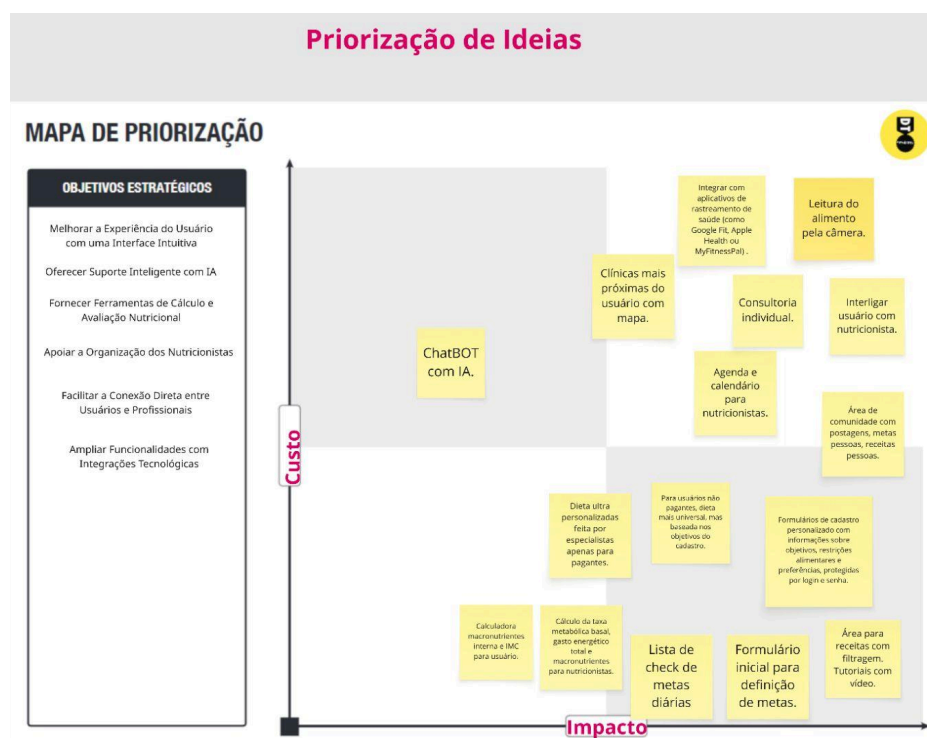 Priorização de Ideias
MAPA DE PRIORIZAÇÃO
OBJETIVOS ESTRATÉGICOS
Melhorar a Experiência do Usuário
com uma Interface Intuitiva
Oferecer Suporte Inteligente com IA
Fornecer Ferramentas de Cálculo e
Avaliação Nutricional
Apoiar a Organização dos Nutricionistas
Facilitar a Conexão Direta entre
Usuários e Profissionais
Ampliar Funcionalidades com
Integrações Tecnológicas
Custo
Integrar com
aplicativos de
rastreamento de
saúde (como
Google Fit, Apple
Health ou
MyFitnessPal) .
Leitura do
alimento
pela câmera.
Clínicas mais
próximas do
usuário com
mapa.
Consultoria
individual.
Interligar
usuário com
nutricionista.
ChatBOT
com IA.
Agenda e
calendário
para
nutricionistas.
Área de
comunidade com
postagens, metas
pessoas, receitas
pessoas.
Dieta ultra
personalizadas
feita por
especialistas
apenas para
pagantes.
Para usuários não
pagantes, dieta
mais universal, mas
baseada nos
objetivos do
cadastro.
Formulários de cadastro
personalizado com
informações sobre
objetivos, restrições
alimentares e
preferências, protegidas
por login e senha.
Calculadora
macronutrientes
interna e IMC
para usuário.
Cálculo da taxa
metabólica basal,
gasto energético
total e
macronutrientes
para nutricionistas.
Lista de
check de
metas
diárias
Formulário
inicial para
definição
de metas.
Área para
receitas com
filtragem.
Tutoriais com
vídeo.
Impacto